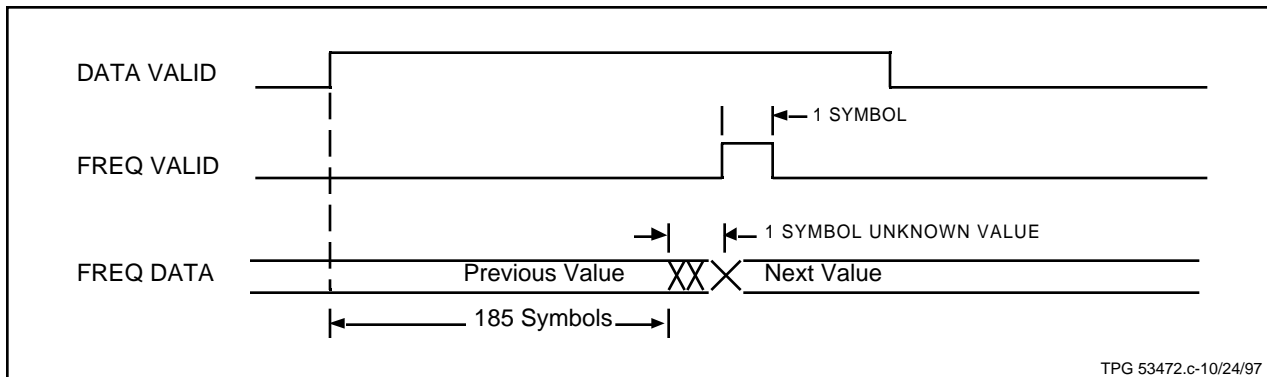 DATA VALID
1 SYMBOL
FREQ VALID
1 SYMBOL UNKNOWN VALUE
FREQ DATA
Previous Value
Next Value
185 Symbols
TPG 53472.c-10/24/97